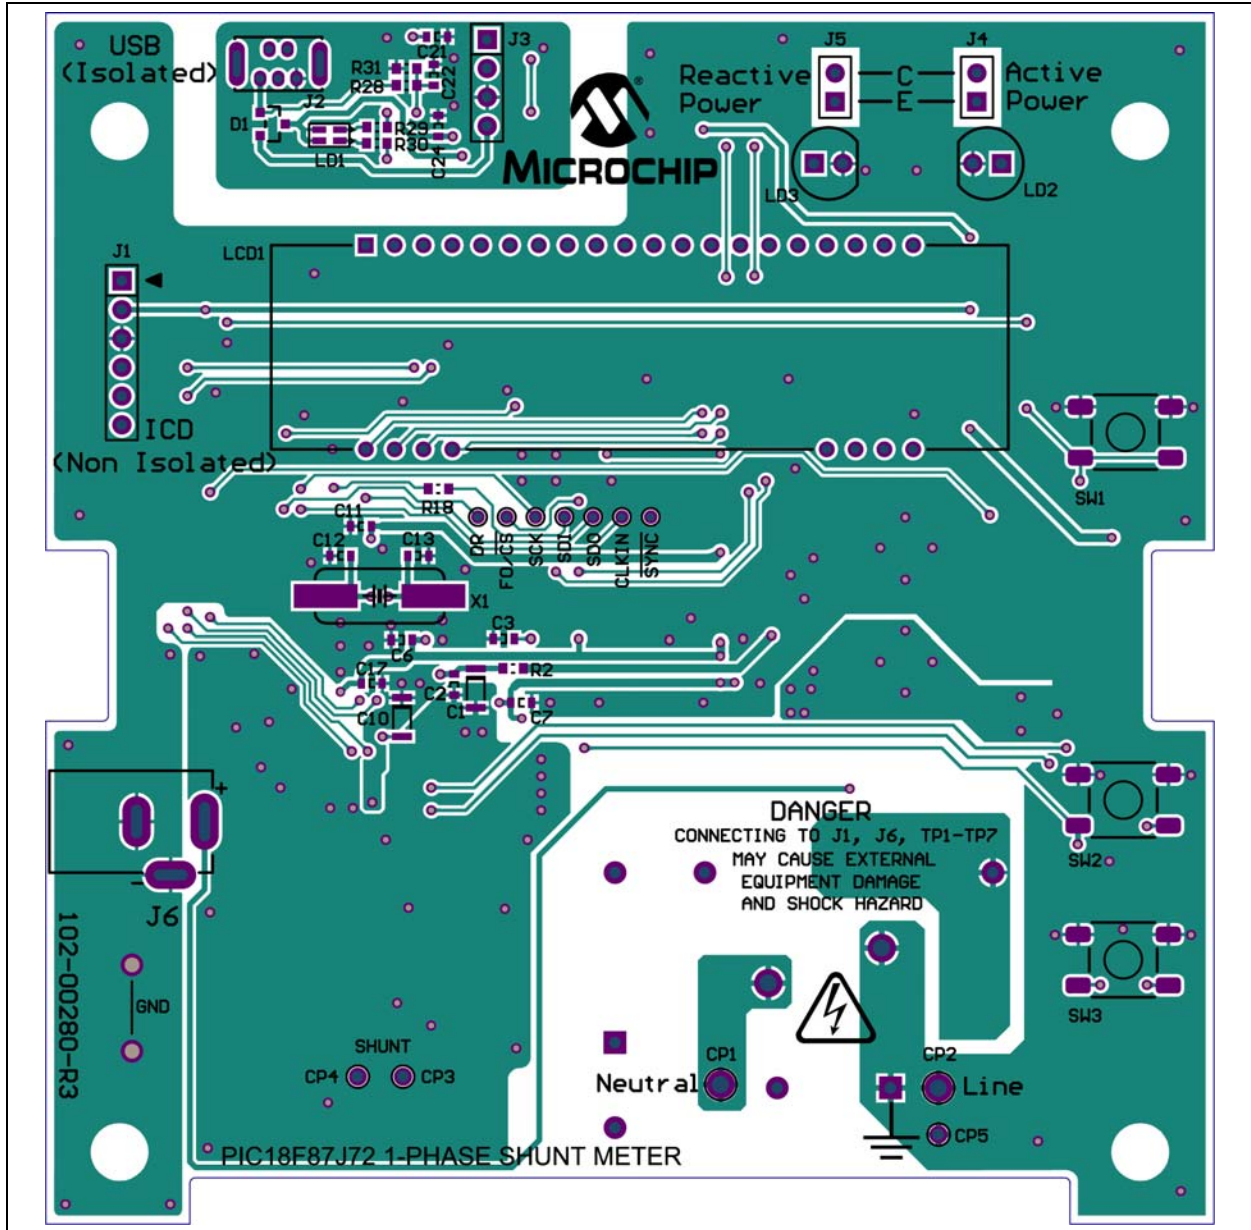 USB
(Isolated)
J2
D1
LD1
R31
R28
R29
R30
C21
C22
C24
J3
®
MICROCHIP
J5
J4
Reactive
Power
C
E
Active
Power
LD3
LD2
J1
LCD1
ICD
(Non Isolated)
SW1
R18
C11
C12
C13
X1
DR
FO/CS
SCK
SDI
SDO
CLKIN
SYNC
C3
C6
R2
C17
C2
C1
C7
C10
+
-
J6
DANGER
CONNECTING TO J1, J6, TP1-TP7
MAY CAUSE EXTERNAL
EQUIPMENT DAMAGE
AND SHOCK HAZARD
SW2
SW3
102-00280-R3
GND
SHUNT
CP4
CP3
Neutral
CP1
CP2
Line
CP5
PIC18F87J72 1-PHASE SHUNT METER